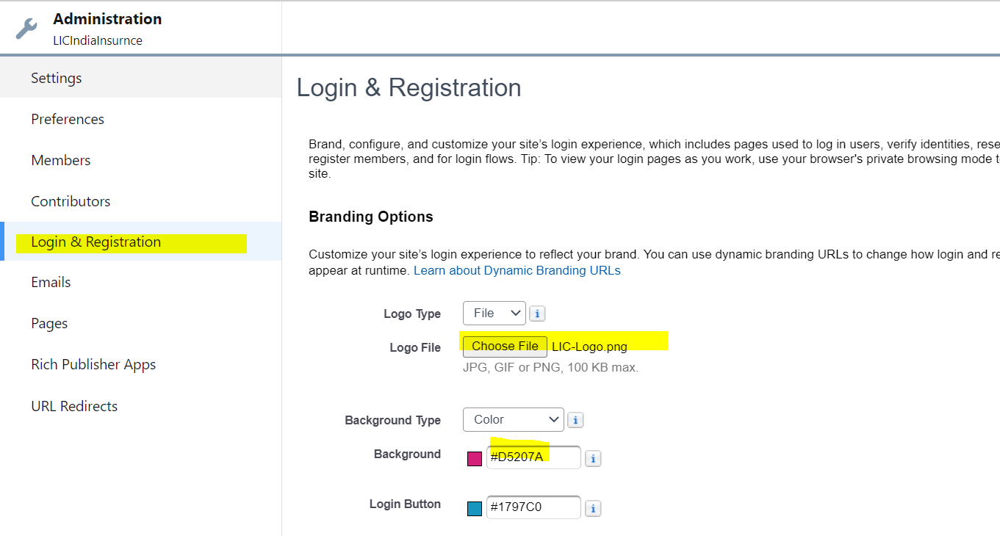 Administration
LICIndiaInsurnce
Settings
Preferences
Members
Contributors
Login & Registration
Emails
Pages
Rich Publisher Apps
URL Redirects
Login & Registration
Brand, configure, and customize your site’s login experience, which includes pages used to log in users, verify identities, rese
register members, and for login flows. Tip: To view your login pages as you work, use your browser's private browsing mode t
site.
Branding Options
Customize your site’s login experience to reflect your brand. You can use dynamic branding URLs to change how login and re
appear at runtime. Learn about Dynamic Branding URLs
Logo Type File i
Logo File Choose File LIC-Logo.png
JPG, GIF or PNG, 100 KB max.
Background Type Color i
Background #D5207A i
Login Button #1797C0 i